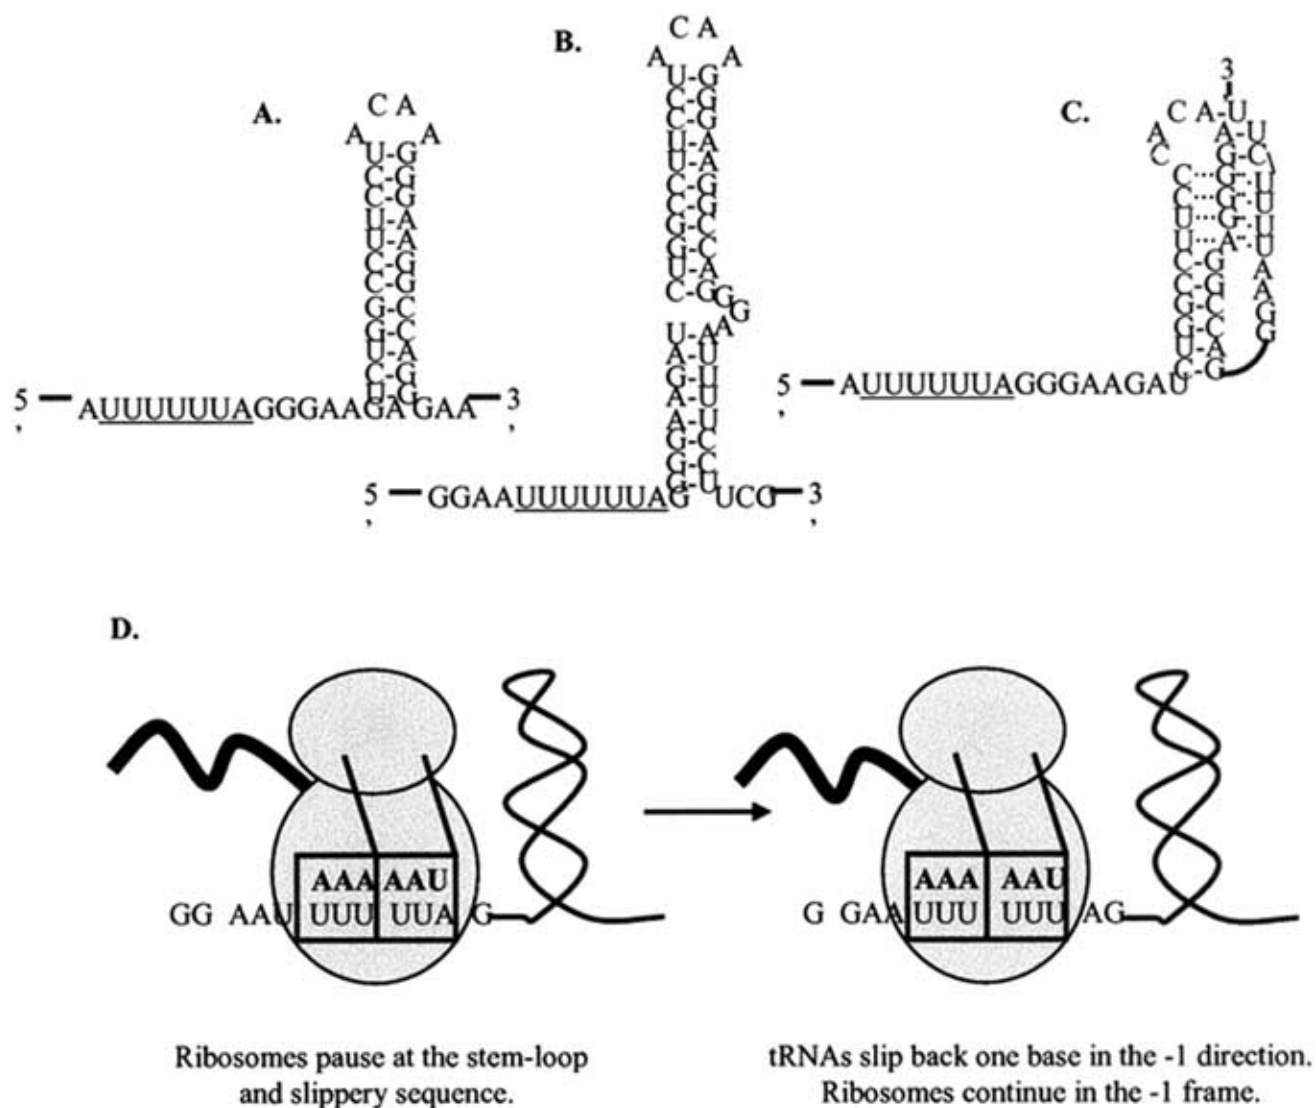 A.
C A
A A
U-G
C-G
C-G
U-A
U-A
C-G
C-G
G-C
G-C
U-A
C-G
5' AUUUUUUAGGGAAGA GAA 3'
B.
C A
A A
U-G
C-G
C-G
U-A
U-A
C-G
C-G
G-C
G-C
U-A
C-G G
G
U-A A
A-U
G-U
A-U
A-U
G-C
G-C
G-U
5' GGAAUUUUUUAG UCG 3'
C.
3'
C A-U
A A U
C G-C
C···G···U
C···G···U
U···G···U
U···A···U
C-G A
C-G A
G-C G
G-C G
U-A
C-G
5' AUUUUUUAGGGAAGAU
D.
AAA AAU
GG AAU UUU UUA G
AAA AAU
G GAA UUU UUU AG
Ribosomes pause at the stem-loop
and slippery sequence.
tRNAs slip back one base in the -1 direction.
Ribosomes continue in the -1 frame.